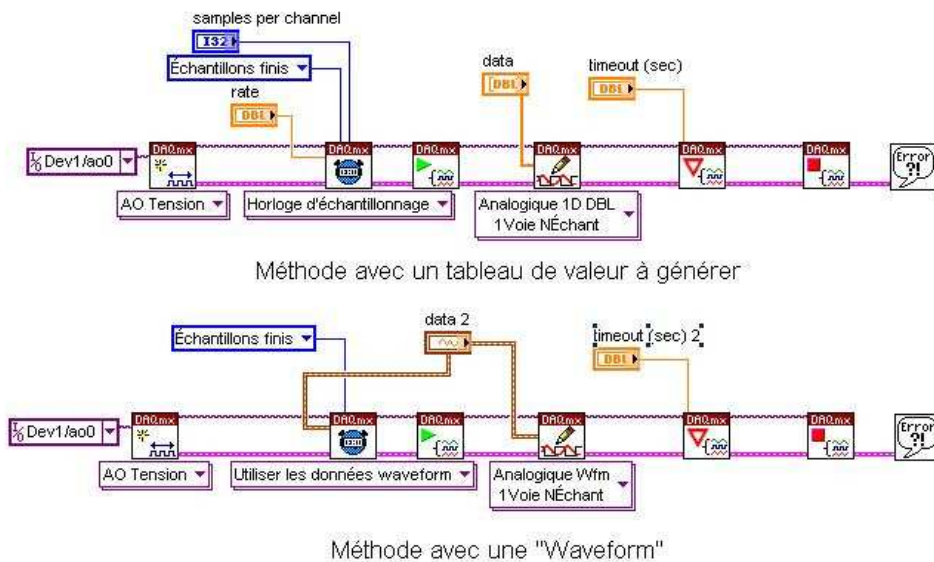 samples per channel
I32
Échantillons finis
rate
DBL
data
DBL
timeout (sec)
DBL
I/O Dev1/ao0
DAQmx
DAQmx
DAQmx
DAQmx
DAQmx
DAQmx
Error
?!
AO Tension
Horloge d'échantillonnage
Analogique 1D DBL
1Voie NÉchant
Méthode avec un tableau de valeur à générer
Échantillons finis
data 2
timeout (sec) 2
DBL
I/O Dev1/ao0
DAQmx
DAQmx
DAQmx
DAQmx
DAQmx
DAQmx
Error
?!
AO Tension
Utiliser les données waveform
Analogique Wfm
1Voie NÉchant
Méthode avec une "Waveform"